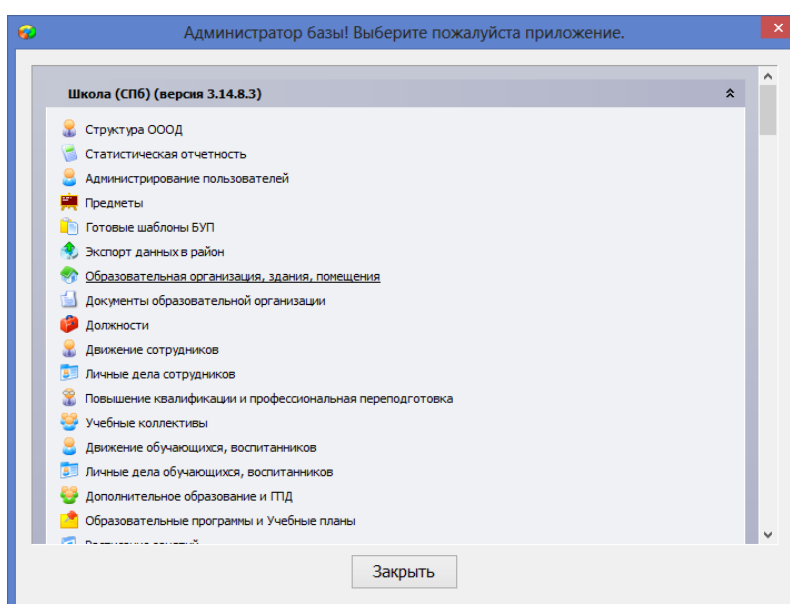 Администратор базы! Выберите пожалуйста приложение.
Школа (СПб) (версия 3.14.8.3)
Структура ОООД
Статистическая отчетность
Администрирование пользователей
Предметы
Готовые шаблоны БУП
Экспорт данных в район
Образовательная организация, здания, помещения
Документы образовательной организации
Должности
Движение сотрудников
Личные дела сотрудников
Повышение квалификации и профессиональная переподготовка
Учебные коллективы
Движение обучающихся, воспитанников
Личные дела обучающихся, воспитанников
Дополнительное образование и ГПД
Образовательные программы и Учебные планы
Расписание занятий
Закрыть